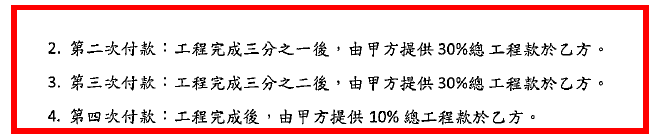 2. 第二次付款：工程完成三分之一後，由甲方提供 30%總 工程款於乙方。
3. 第三次付款：工程完成三分之二後，由甲方提供 30%總工程款於乙方。
4. 第四次付款：工程完成後，由甲方提供 10% 總工程款於乙方。